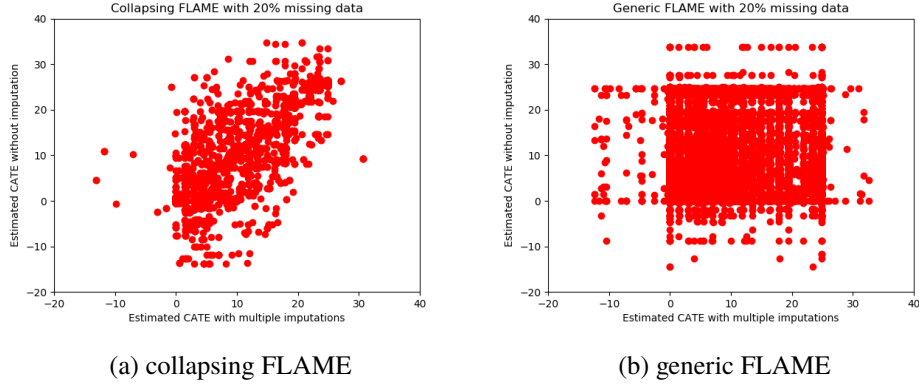 Collapsing FLAME with 20% missing data
Estimated CATE without imputation
40
30
20
10
0
−10
−20
−20 −10 0 10 20 30 40
Estimated CATE with multiple imputations
(a) collapsing FLAME
Generic FLAME with 20% missing data
Estimated CATE without imputation
40
30
20
10
0
−10
−20
−20 −10 0 10 20 30 40
Estimated CATE with multiple imputations
(b) generic FLAME